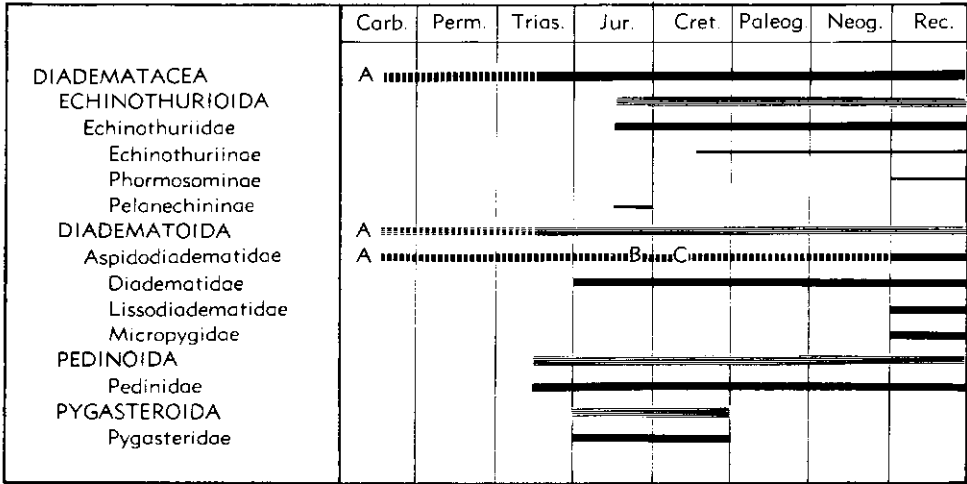 Carb. Perm. Trias. Jur. Cret. Paleog. Neog. Rec.
DIADEMATACEA A
ECHINOTHURIOIDA
Echinothuriidae
Echinothuriinae
Phormosominae
Pelanechininae
DIADEMATOIDA A
Aspidodiadematidae A B C
Diadematidae
Lissodiadematidae
Micropygidae
PEDINOIDA
Pedinidae
PYGASTEROIDA
Pygasteridae